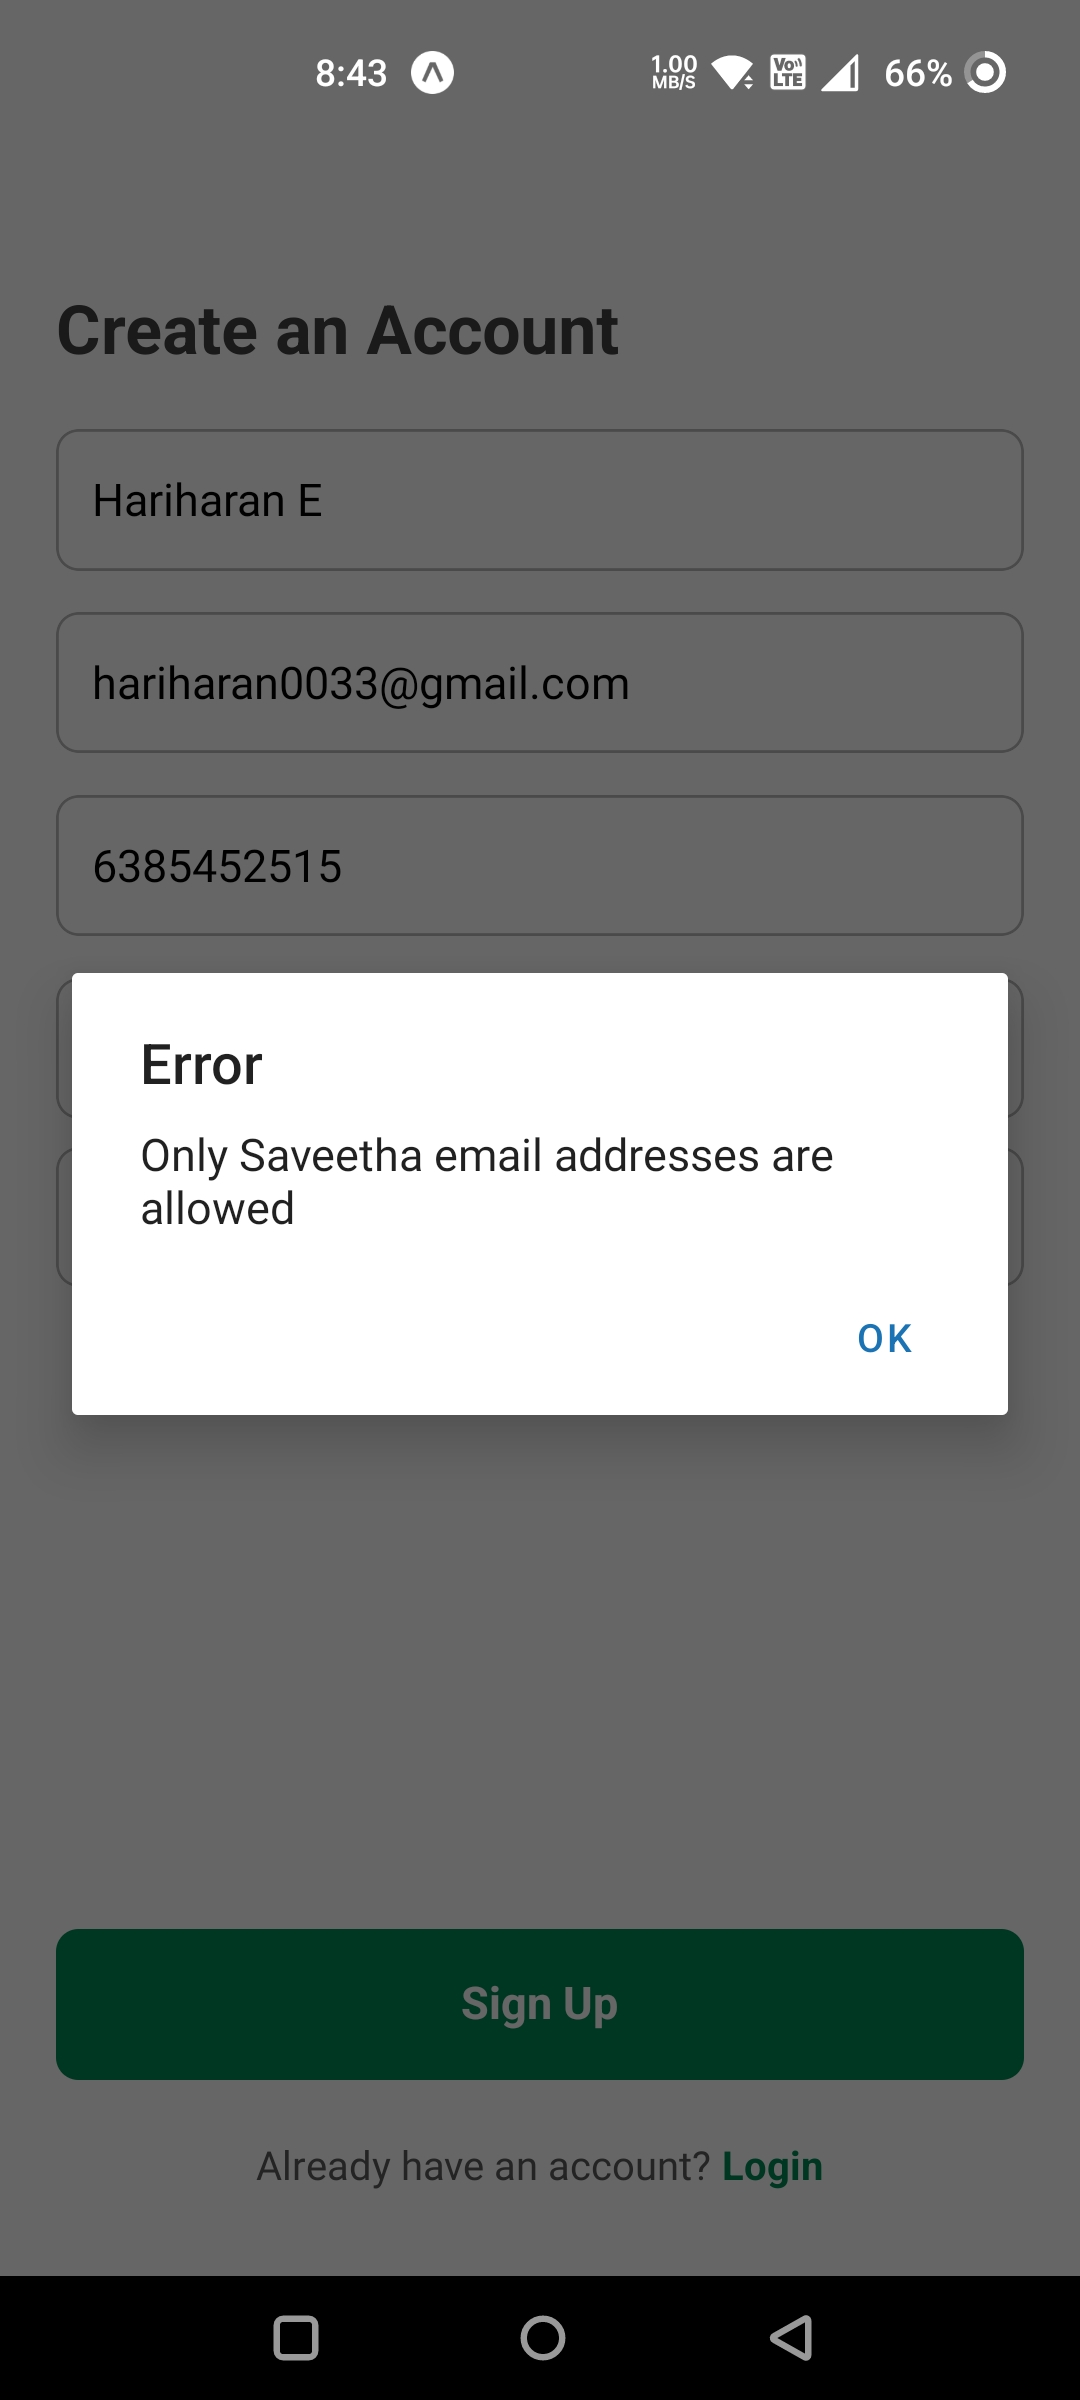 8:43
1.00 MB/S
Vo)) LTE
66%
Create an Account
Hariharan E
hariharan0033@gmail.com
6385452515
Error
Only Saveetha email addresses are
allowed
OK
Sign Up
Already have an account? Login